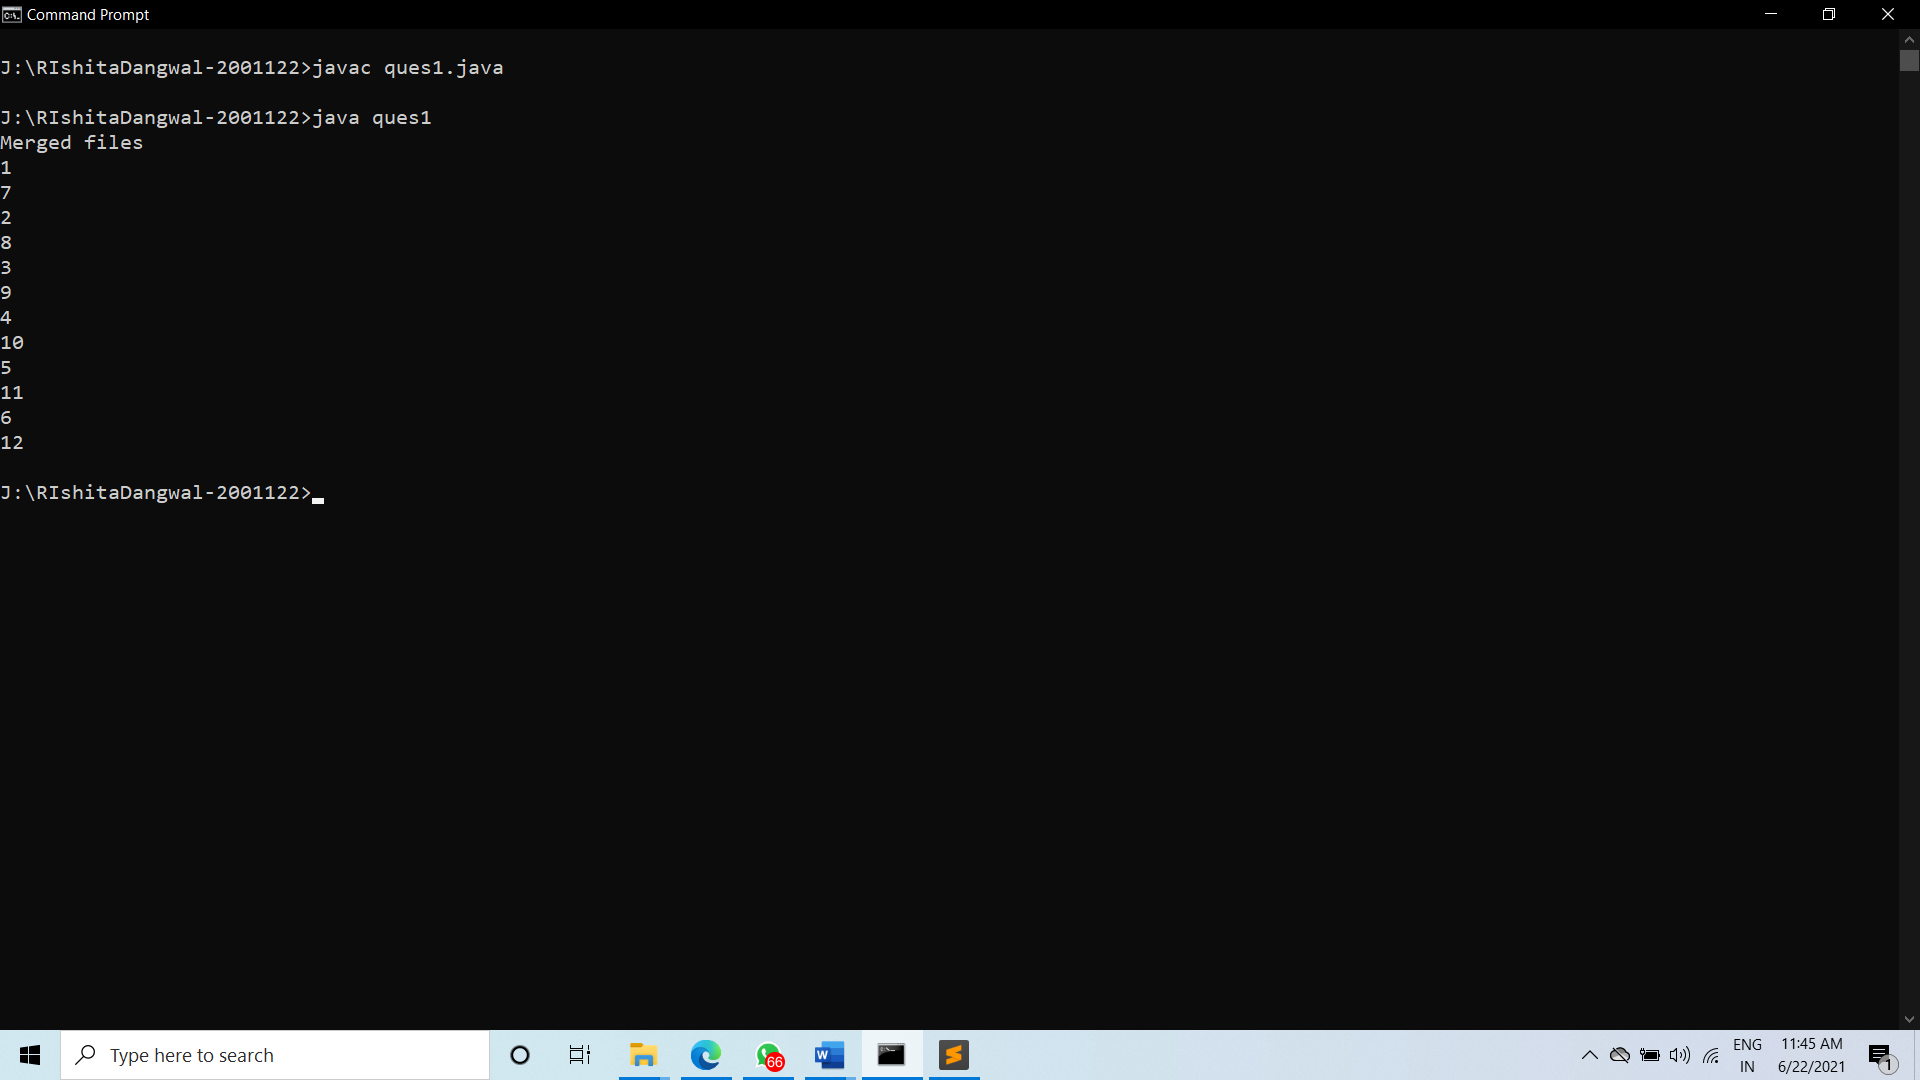 Command Prompt
J:\RIshitaDangwal-2001122>javac ques1.java
J:\RIshitaDangwal-2001122>java ques1
Merged files
1
7
2
8
3
9
4
10
5
11
6
12
J:\RIshitaDangwal-2001122>
Type here to search
66
ENG
IN
11:45 AM
6/22/2021
1